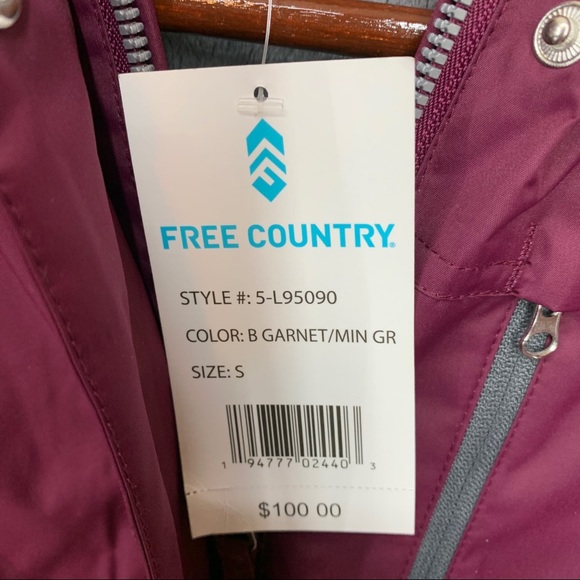 FREE COUNTRY®
STYLE #: 5-L95090
COLOR: B GARNET/MIN GR
SIZE: S
1 94777 02440 3
$100 00